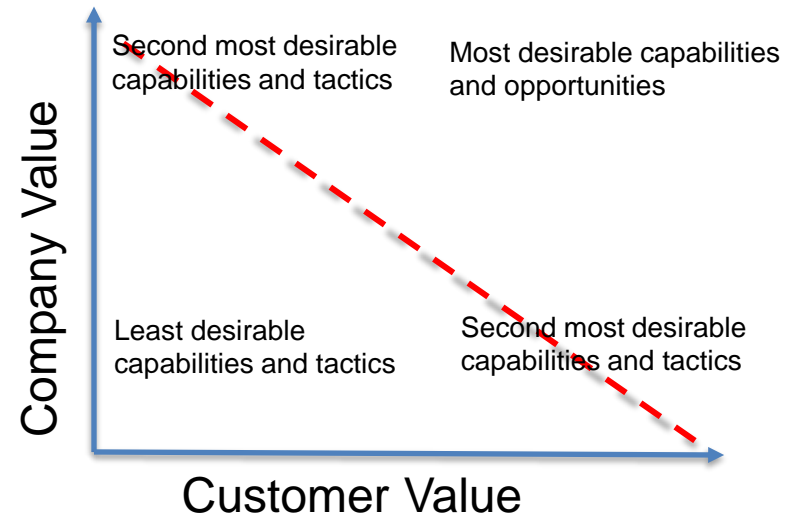 Company Value
Second most desirable
capabilities and tactics
Most desirable capabilities
and opportunities
Least desirable
capabilities and tactics
Second most desirable
capabilities and tactics
Customer Value